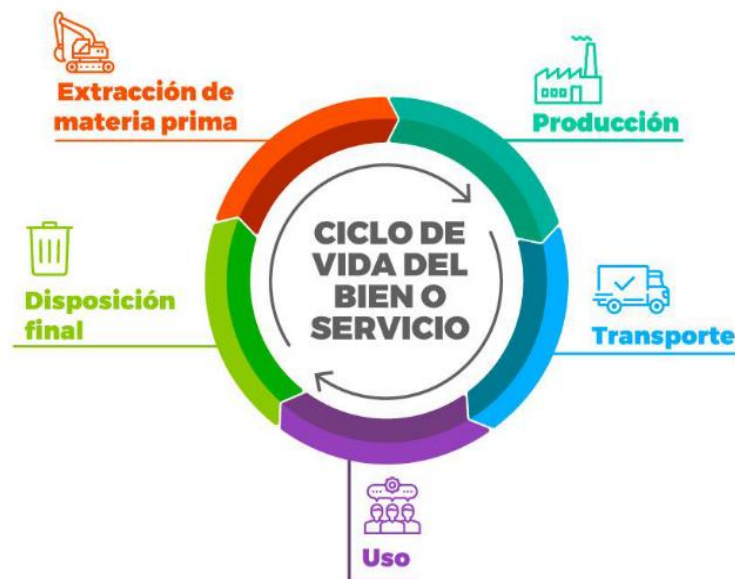 Extracción de
materia prima
Producción
CICLO DE
VIDA DEL
BIEN O
SERVICIO
Disposición
final
Transporte
Uso